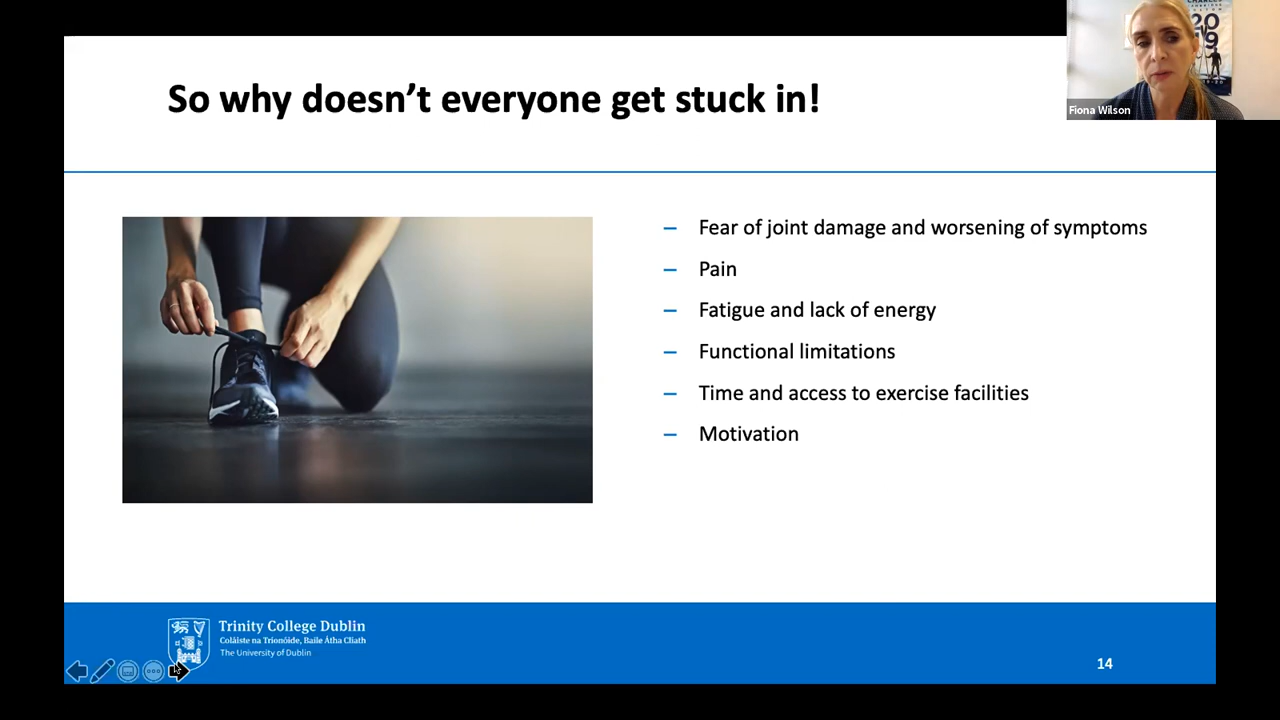 So why doesn’t everyone get stuck in!
20
Fiona Wilson
– Fear of joint damage and worsening of symptoms
– Pain
– Fatigue and lack of energy
– Functional limitations
– Time and access to exercise facilities
– Motivation
Trinity College Dublin
Coláiste na Tríonóide, Baile Átha Cliath
The University of Dublin
14